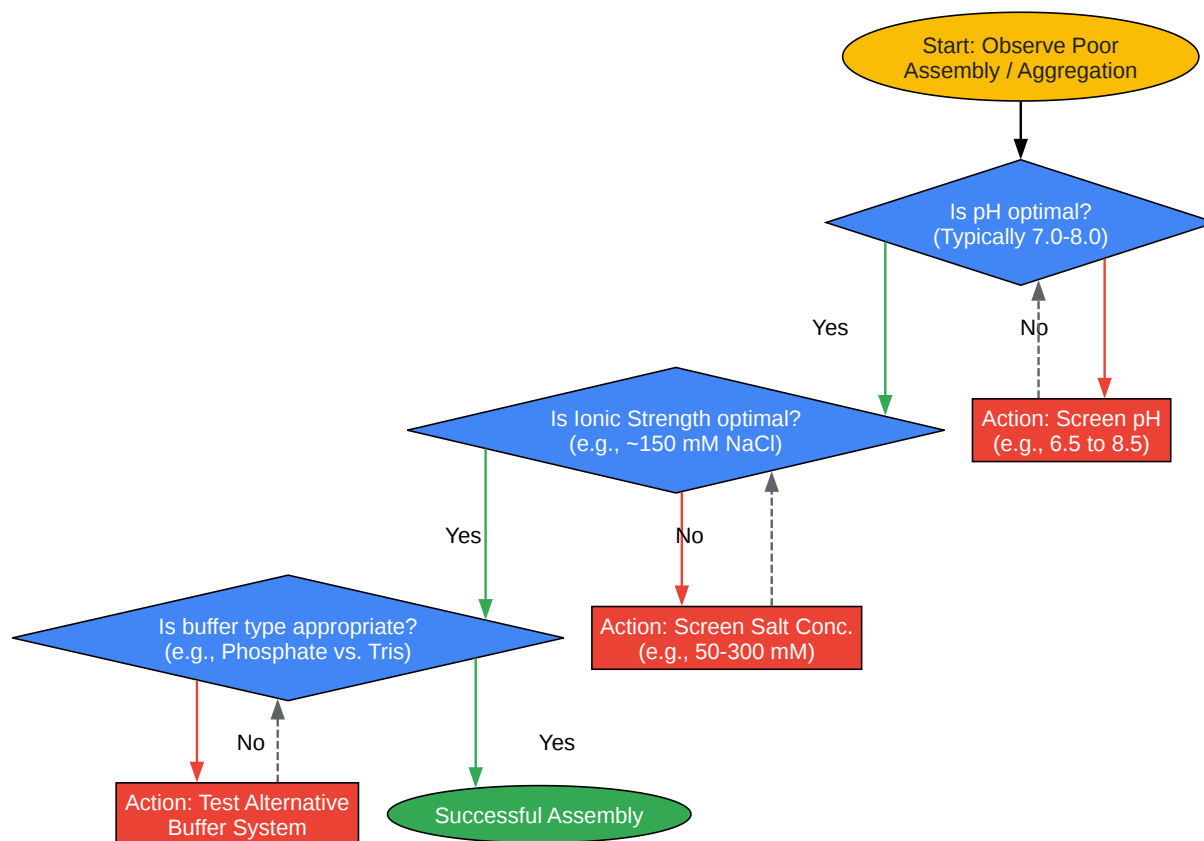 Start: Observe Poor
Assembly / Aggregation
Is pH optimal?
(Typically 7.0-8.0)
Yes
No
Action: Screen pH
(e.g., 6.5 to 8.5)
Is Ionic Strength optimal?
(e.g., ~150 mM NaCl)
Yes
No
Action: Screen Salt Conc.
(e.g., 50-300 mM)
Is buffer type appropriate?
(e.g., Phosphate vs. Tris)
No
Yes
Action: Test Alternative
Buffer System
Successful Assembly